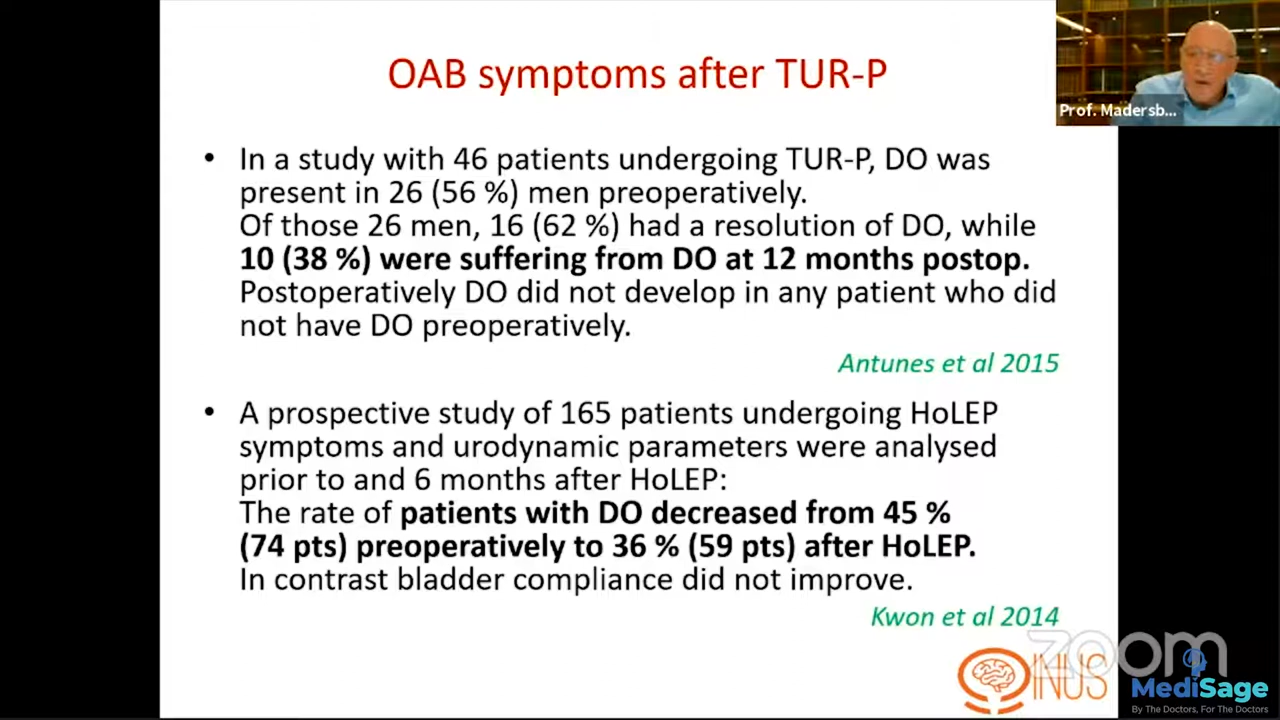 OAB symptoms after TUR-P
Prof. Madersb...
• In a study with 46 patients undergoing TUR-P, DO was
present in 26 (56 %) men preoperatively.
Of those 26 men, 16 (62 %) had a resolution of DO, while
10 (38 %) were suffering from DO at 12 months postop.
Postoperatively DO did not develop in any patient who did
not have DO preoperatively.
Antunes et al 2015
• A prospective study of 165 patients undergoing HoLEP
symptoms and urodynamic parameters were analysed
prior to and 6 months after HoLEP:
The rate of patients with DO decreased from 45 %
(74 pts) preoperatively to 36 % (59 pts) after HoLEP.
In contrast bladder compliance did not improve.
Kwon et al 2014
zoom
INUS
MediSage
By The Doctors, For The Doctors